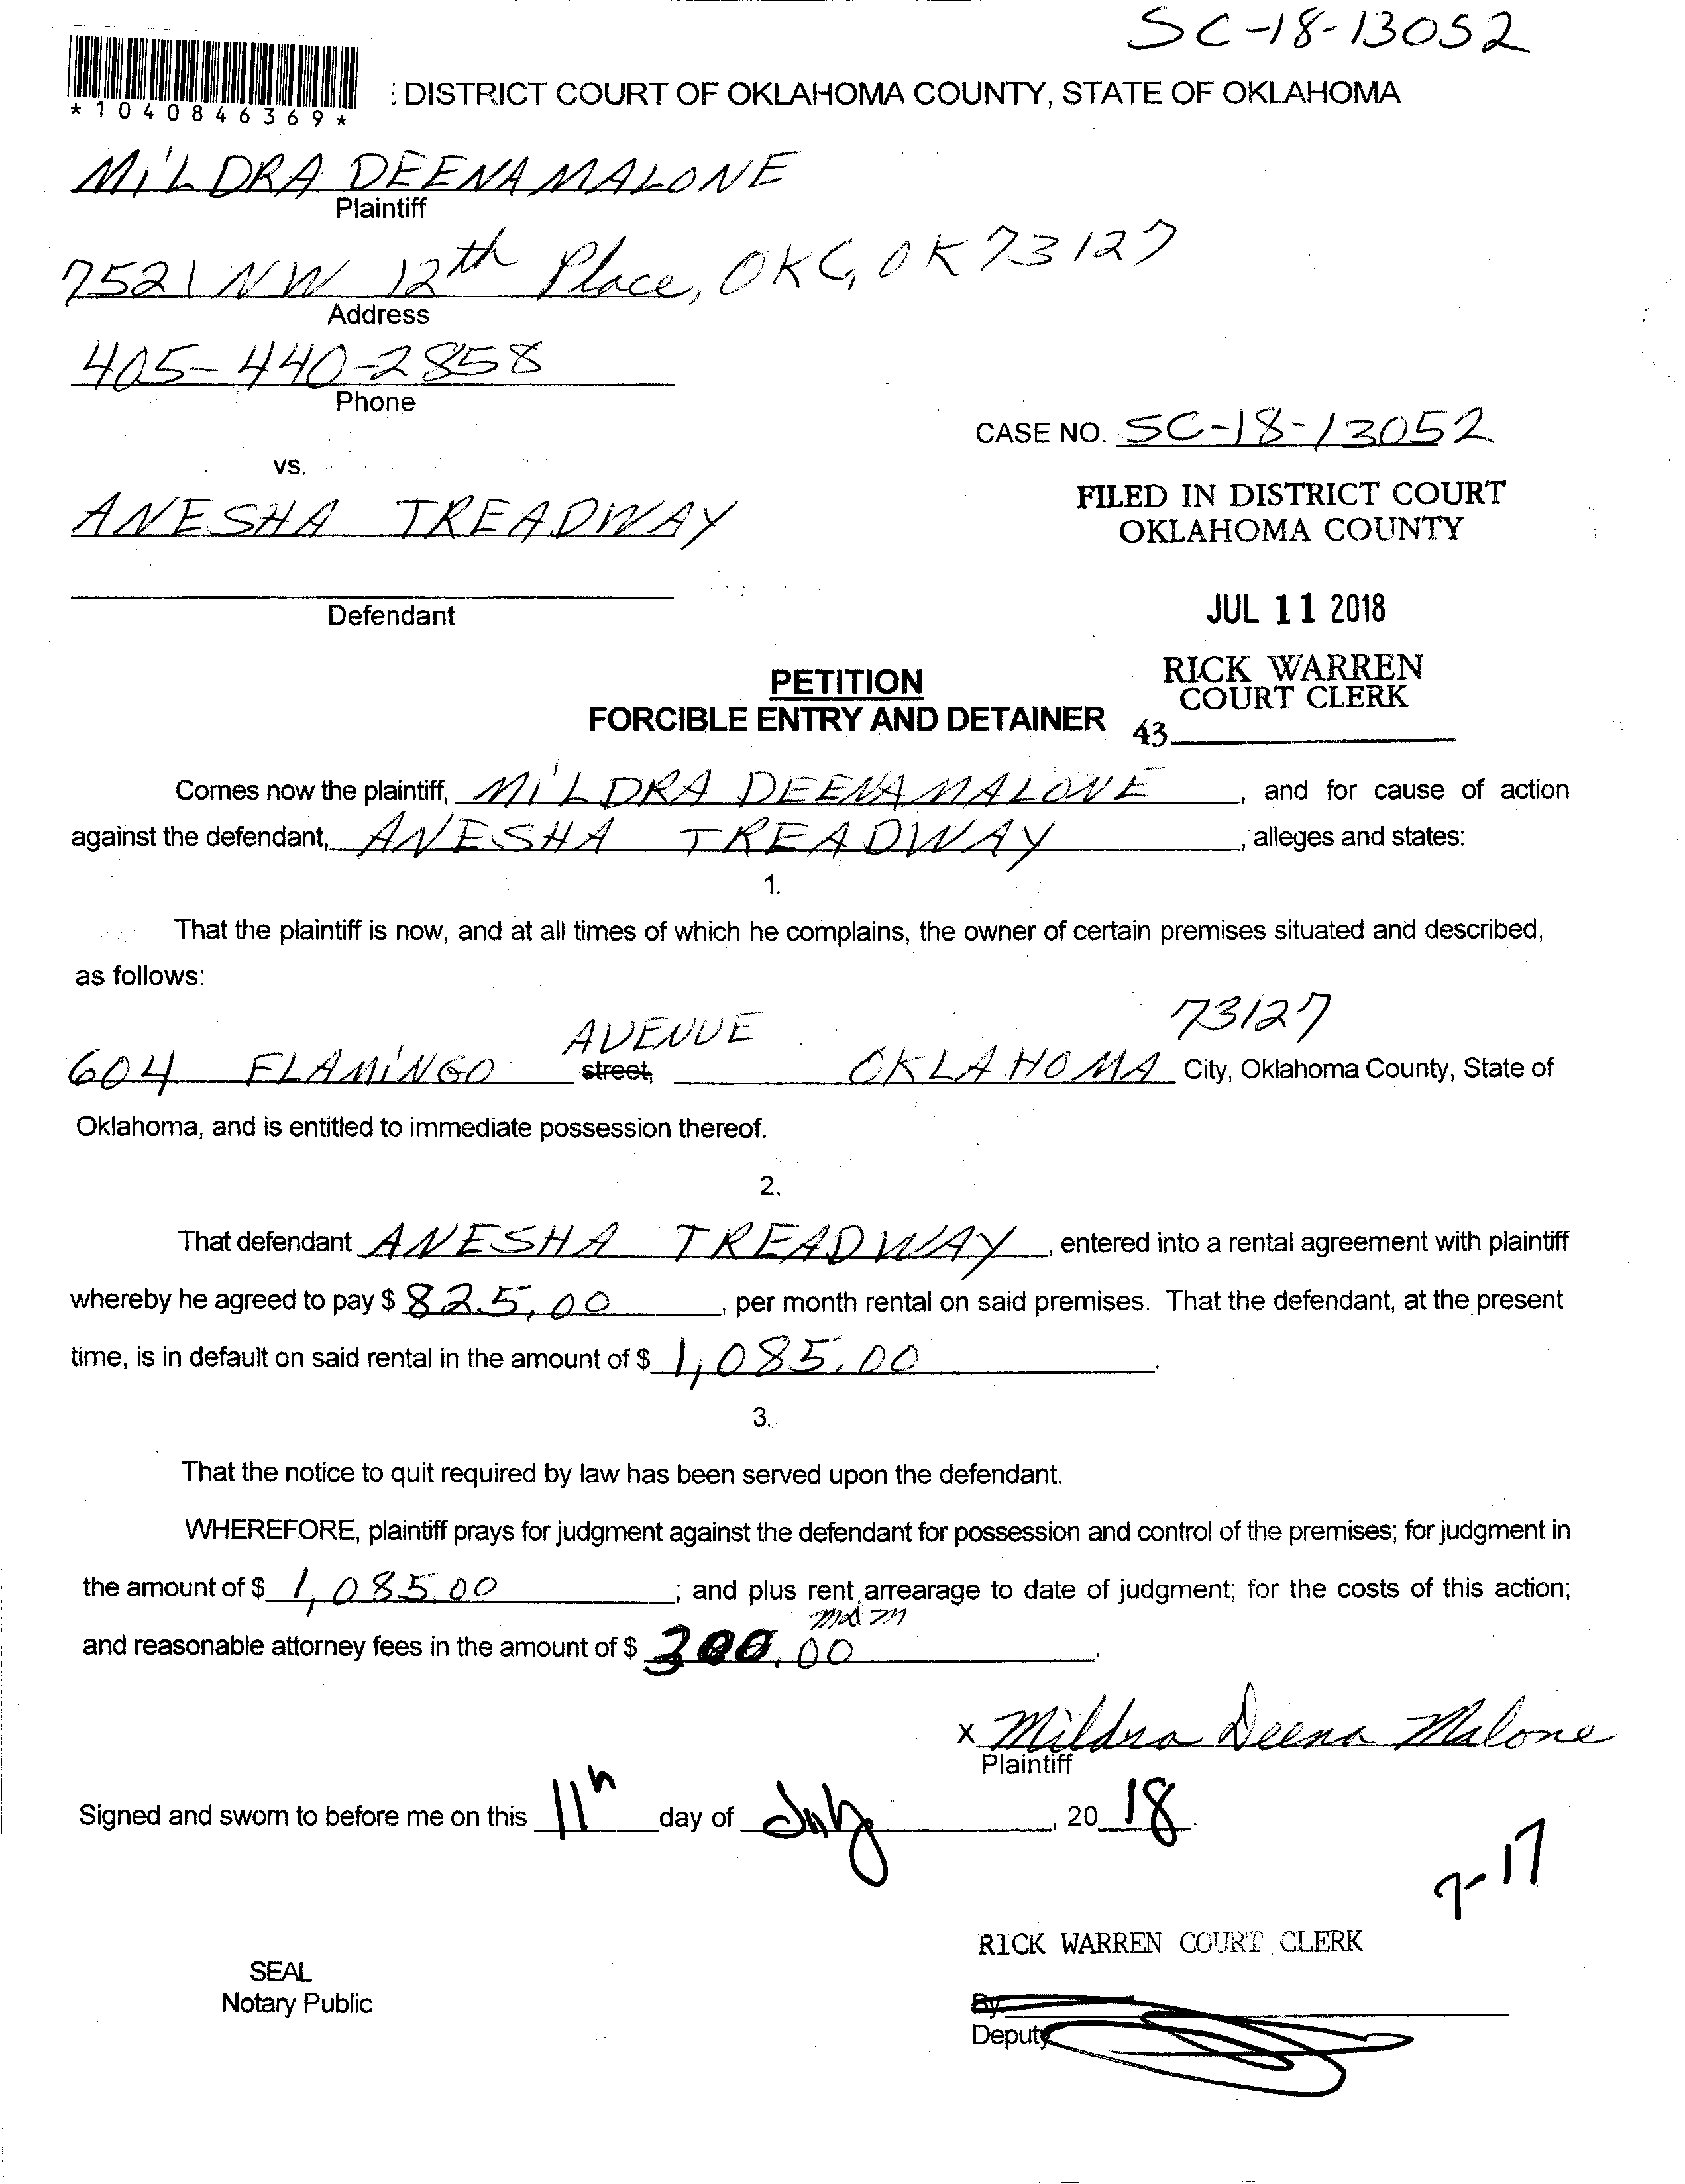 SC-18-13052
*1040846369*
: DISTRICT COURT OF OKLAHOMA COUNTY, STATE OF OKLAHOMA
MILDRA DEENA MALONE
Plaintiff
7521 NW 12th Place, OKC, OK 73127
Address
405-440-2858
Phone
CASE NO. SC-18-13052
vs.
ANESHA TREADWAY
FILED IN DISTRICT COURT
OKLAHOMA COUNTY
Defendant
JUL 11 2018
PETITION
FORCIBLE ENTRY AND DETAINER
RICK WARREN
COURT CLERK
43
Comes now the plaintiff, MILDRA DEENA MALONE, and for cause of action
against the defendant, ANESHA TREADWAY, alleges and states:
1.
That the plaintiff is now, and at all times of which he complains, the owner of certain premises situated and described,
as follows:
AVENUE 73127
604 FLAMINGO street, OKLAHOMA City, Oklahoma County, State of
Oklahoma, and is entitled to immediate possession thereof.
2.
That defendant ANESHA TREADWAY, entered into a rental agreement with plaintiff
whereby he agreed to pay $ 825.00, per month rental on said premises. That the defendant, at the present
time, is in default on said rental in the amount of $ 1,085.00.
3.
That the notice to quit required by law has been served upon the defendant.
WHEREFORE, plaintiff prays for judgment against the defendant for possession and control of the premises; for judgment in
the amount of $ 1,085.00; and plus rent arrearage to date of judgment; for the costs of this action;
mdm
and reasonable attorney fees in the amount of $ 300.00.
x Mildra Deena Malone
Plaintiff
Signed and sworn to before me on this 11th day of July, 2018.
7-17
RICK WARREN COURT CLERK
SEAL
Notary Public
By:
Deputy